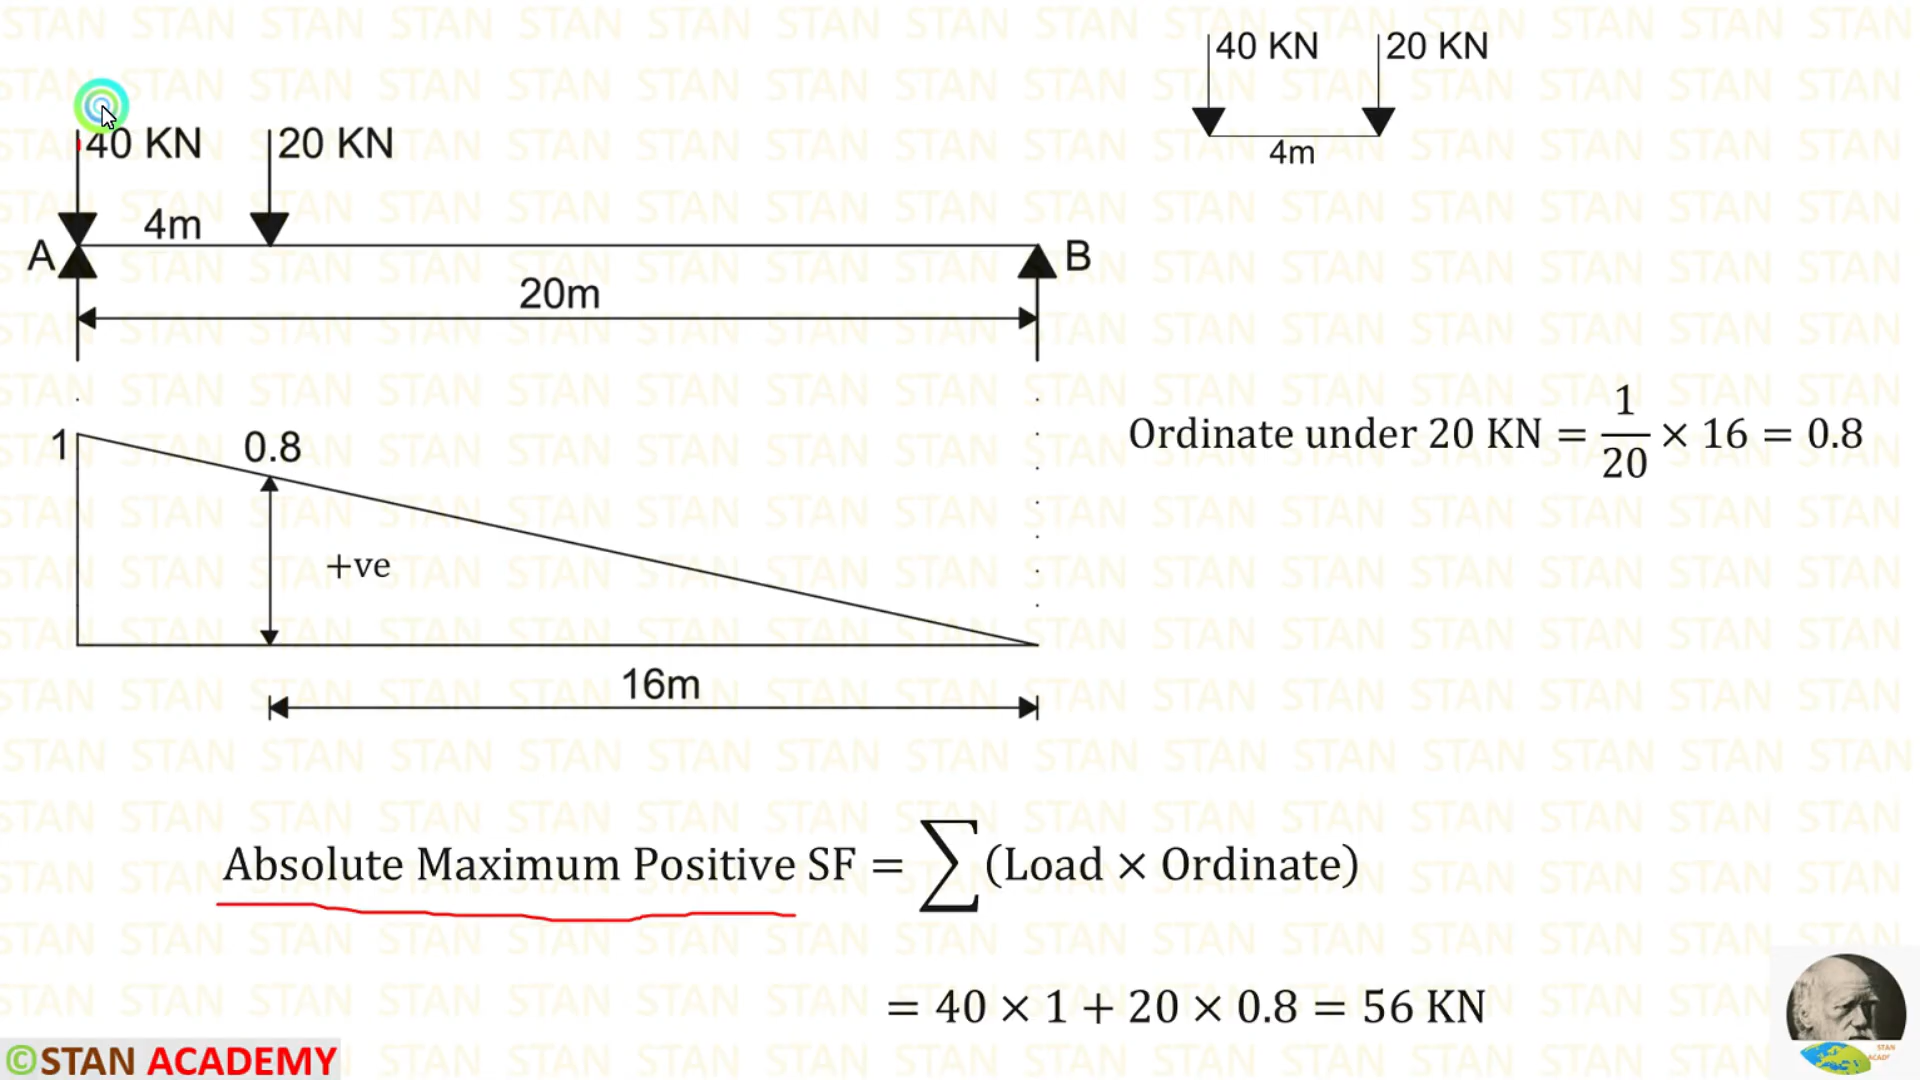 40 KN 20 KN
4m
40 KN 20 KN
4m
A B
20m
1 0.8
Ordinate under 20 KN = 1/20 × 16 = 0.8
+ve
16m
Absolute Maximum Positive SF = ∑(Load × Ordinate)
= 40 × 1 + 20 × 0.8 = 56 KN
©STAN ACADEMY